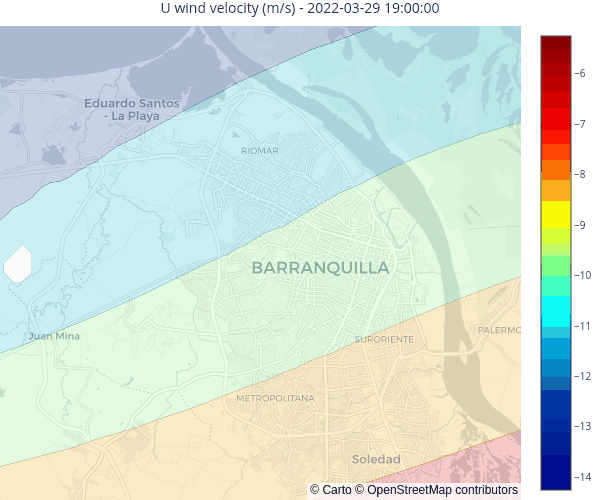 U wind velocity (m/s) - 2022-03-29 19:00:00
Eduardo Santos
- La Playa
RIOMAR
BARRANQUILLA
Juan Mina
SURORIENTE
PALERMO
METROPOLITANA
Soledad
© Carto © OpenStreetMap contributors
−6
−7
−8
−9
−10
−11
−12
−13
−14